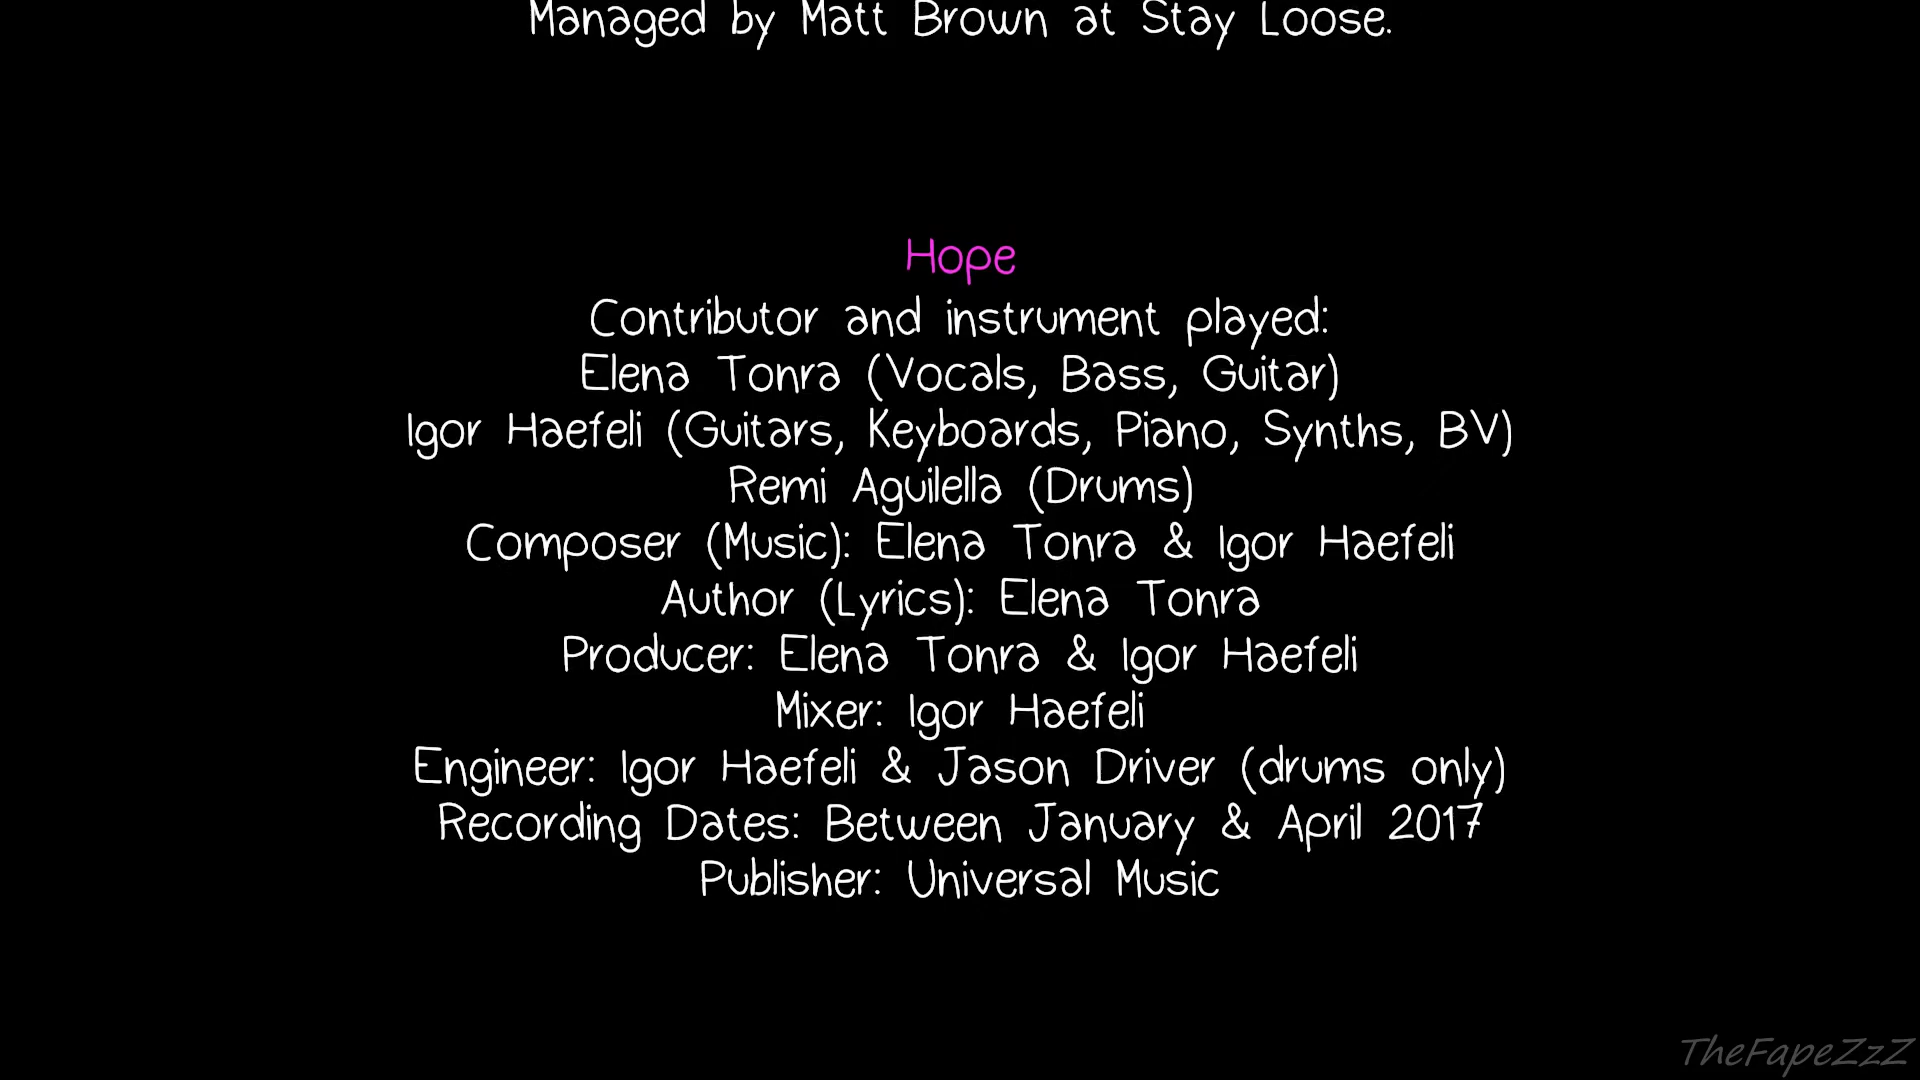 Managed by Matt Brown at Stay Loose.
Hope
Contributor and instrument played:
Elena Tonra (Vocals, Bass, Guitar)
Igor Haefeli (Guitars, Keyboards, Piano, Synths, BV)
Remi Aguilella (Drums)
Composer (Music): Elena Tonra & Igor Haefeli
Author (Lyrics): Elena Tonra
Producer: Elena Tonra & Igor Haefeli
Mixer: Igor Haefeli
Engineer: Igor Haefeli & Jason Driver (drums only)
Recording Dates: Between January & April 2017
Publisher: Universal Music
TheFapeZzZ